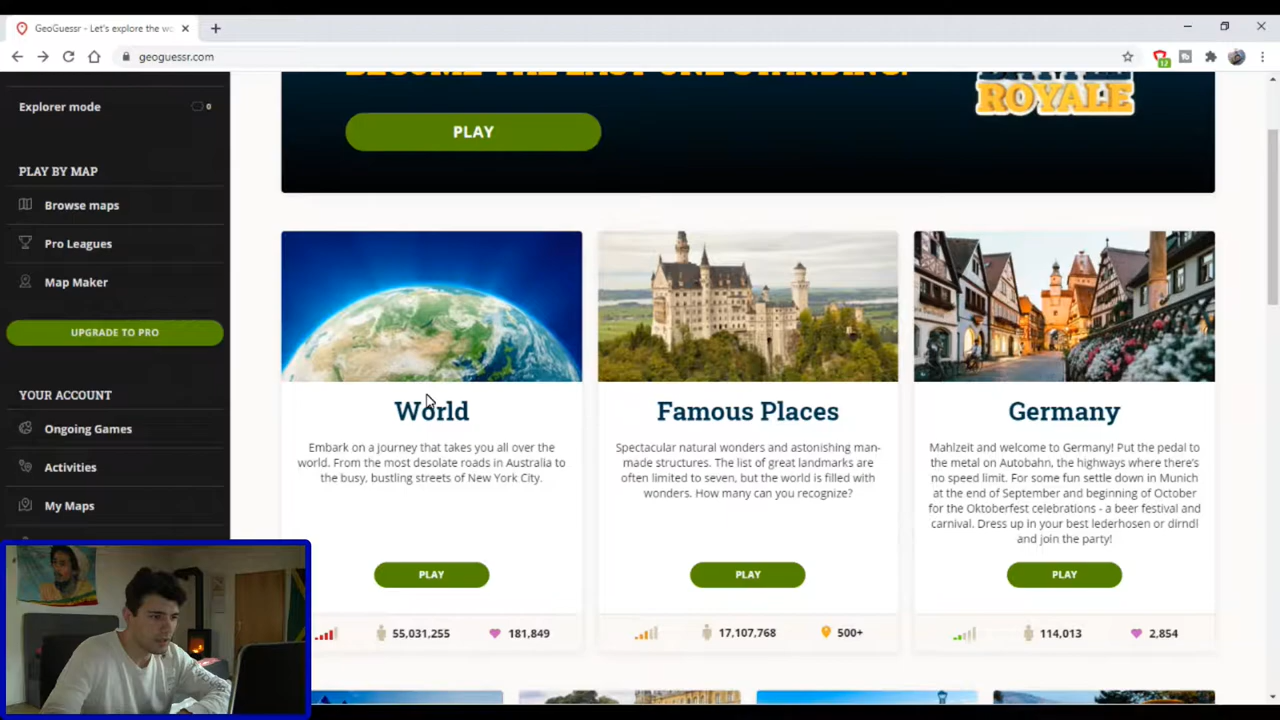 GeoGuessr - Let's explore the wo
geoguessr.com
12
Explorer mode
0
BECOME THE LAST ONE STANDING!
ROYALE
PLAY
PLAY BY MAP
Browse maps
Pro Leagues
Map Maker
UPGRADE TO PRO
YOUR ACCOUNT
Ongoing Games
Activities
My Maps
World
Embark on a journey that takes you all over the
world. From the most desolate roads in Australia to
the busy, bustling streets of New York City.
PLAY
55,031,255
181,849
Famous Places
Spectacular natural wonders and astonishing man-
made structures. The list of great landmarks are
often limited to seven, but the world is filled with
wonders. How many can you recognize?
PLAY
17,107,768
500+
Germany
Mahlzeit and welcome to Germany! Put the pedal to
the metal on Autobahn, the highways where there's
no speed limit. For some fun settle down in Munich
at the end of September and beginning of October
for the Oktoberfest celebrations - a beer festival and
carnival. Dress up in your best lederhosen or dirndl
and join the party!
PLAY
114,013
2,854